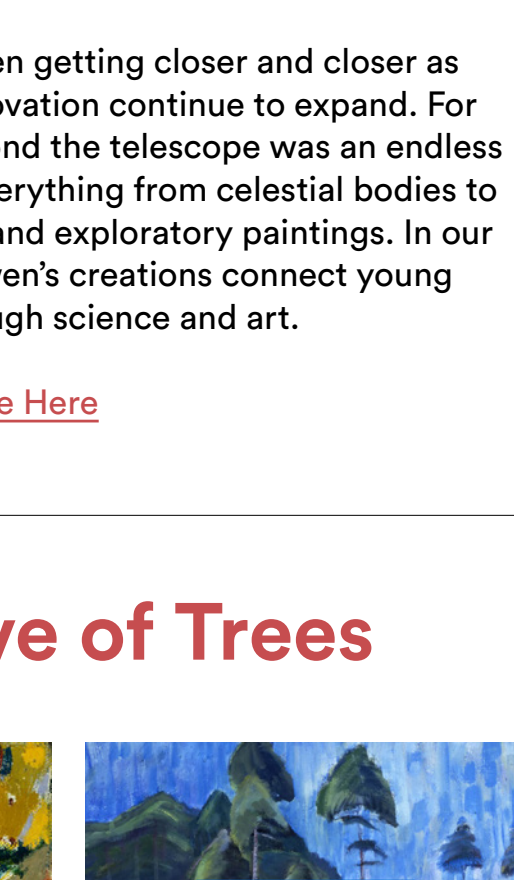 en getting closer and closer as
ovation continue to expand. For
ond the telescope was an endless
erything from celestial bodies to
and exploratory paintings. In our
ven’s creations connect young
ugh science and art.
e Here
ve of Trees